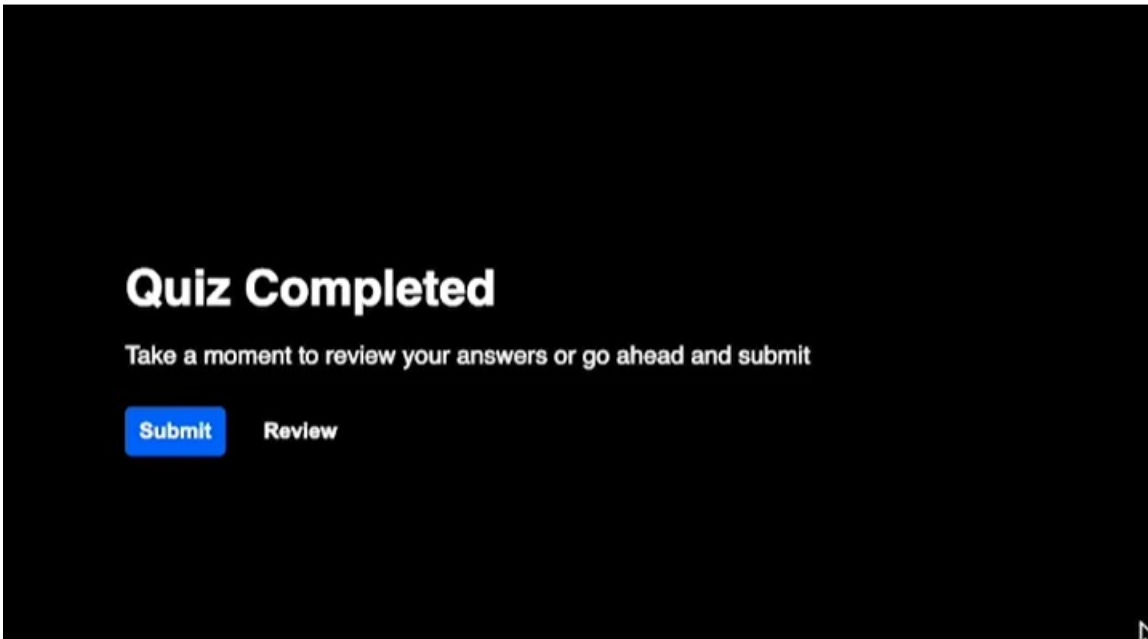 Quiz Completed
Take a moment to review your answers or go ahead and submit
Submit Review